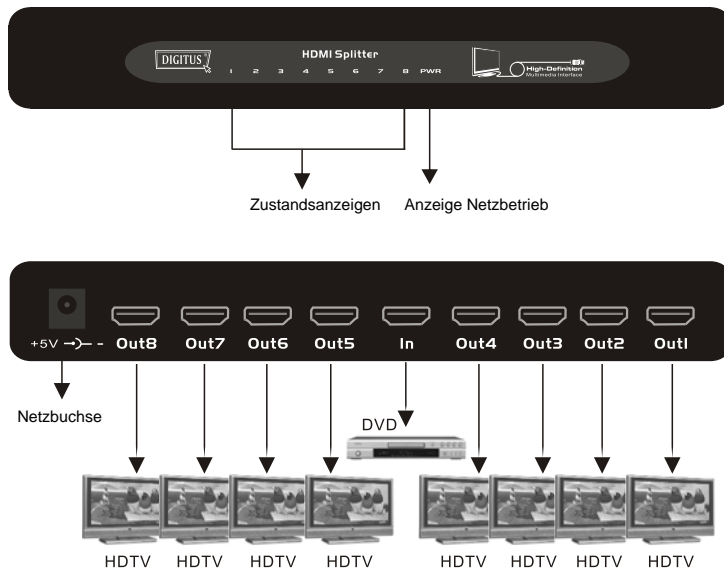 DIGITUS
HDMI Splitter
1 2 3 4 5 6 7 8 PWR
High-Definition
Multimedia Interface
Zustandsanzeigen
Anzeige Netzbetrieb
+5V - Out8 Out7 Out6 Out5 In Out4 Out3 Out2 Out1
Netzbuchse
DVD
HDTV HDTV HDTV HDTV HDTV HDTV HDTV HDTV